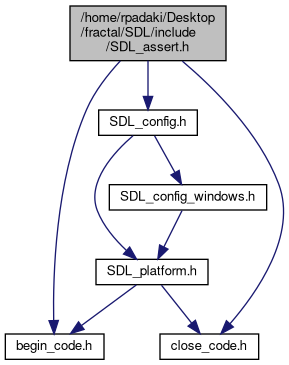 /home/rpadaki/Desktop
/fractal/SDL/include
/SDL_assert.h
SDL_config.h
SDL_config_windows.h
SDL_platform.h
begin_code.h
close_code.h